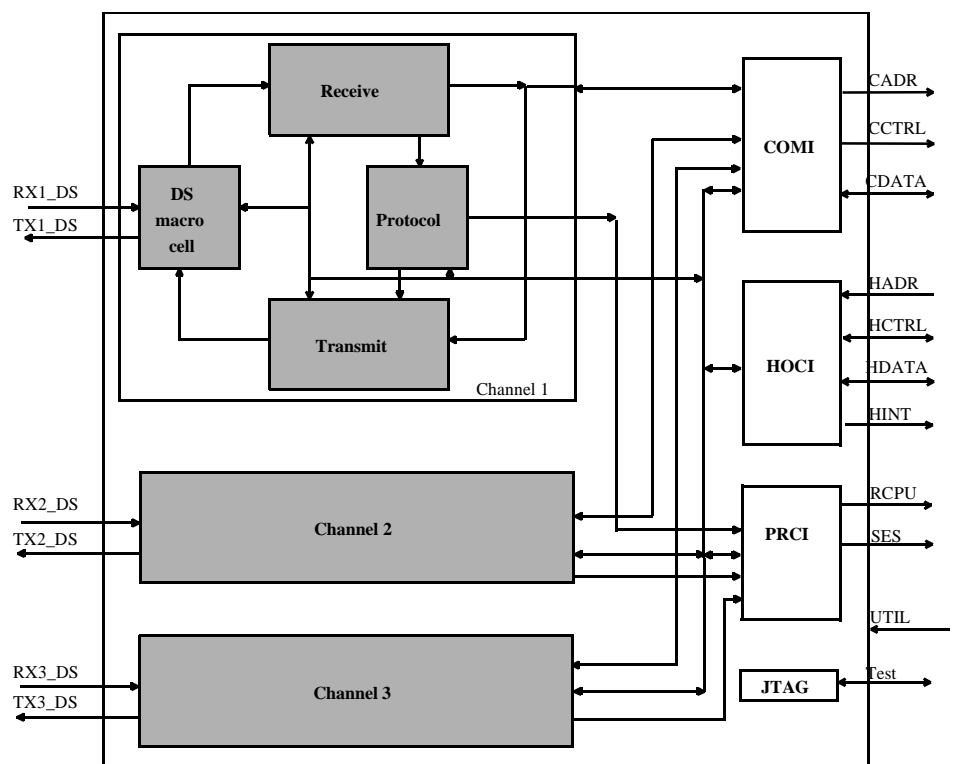 Receive
CADR
CCTRL
COMI
CDATA
RX1_DS
TX1_DS
DS
macro
cell
Protocol
HADR
HCTRL
HOCI
HDATA
HINT
Transmit
Channel 1
RX2_DS
TX2_DS
Channel 2
RCPU
PRCI
SES
UTIL
RX3_DS
TX3_DS
Channel 3
JTAG
Test